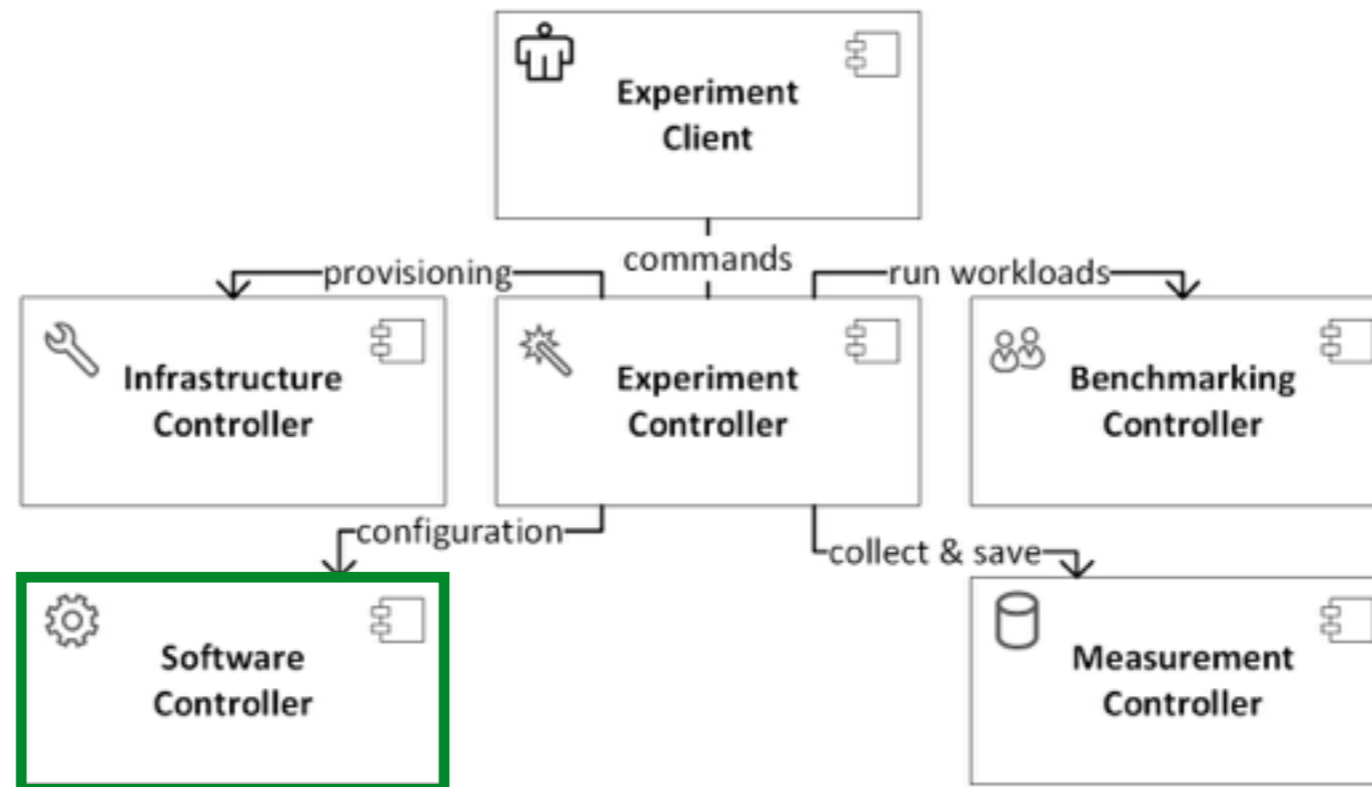 Experiment
Client
provisioning
commands
run workloads
Infrastructure
Controller
Experiment
Controller
Benchmarking
Controller
configuration
collect & save
Software
Controller
Measurement
Controller